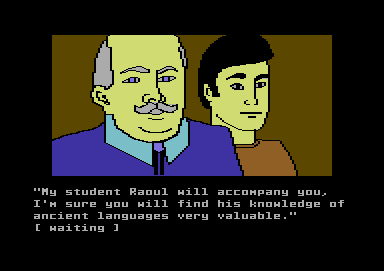 "My student Raoul will accompany you,
I'm sure you will find his knowledge of
ancient languages very valuable."
[ waiting ]